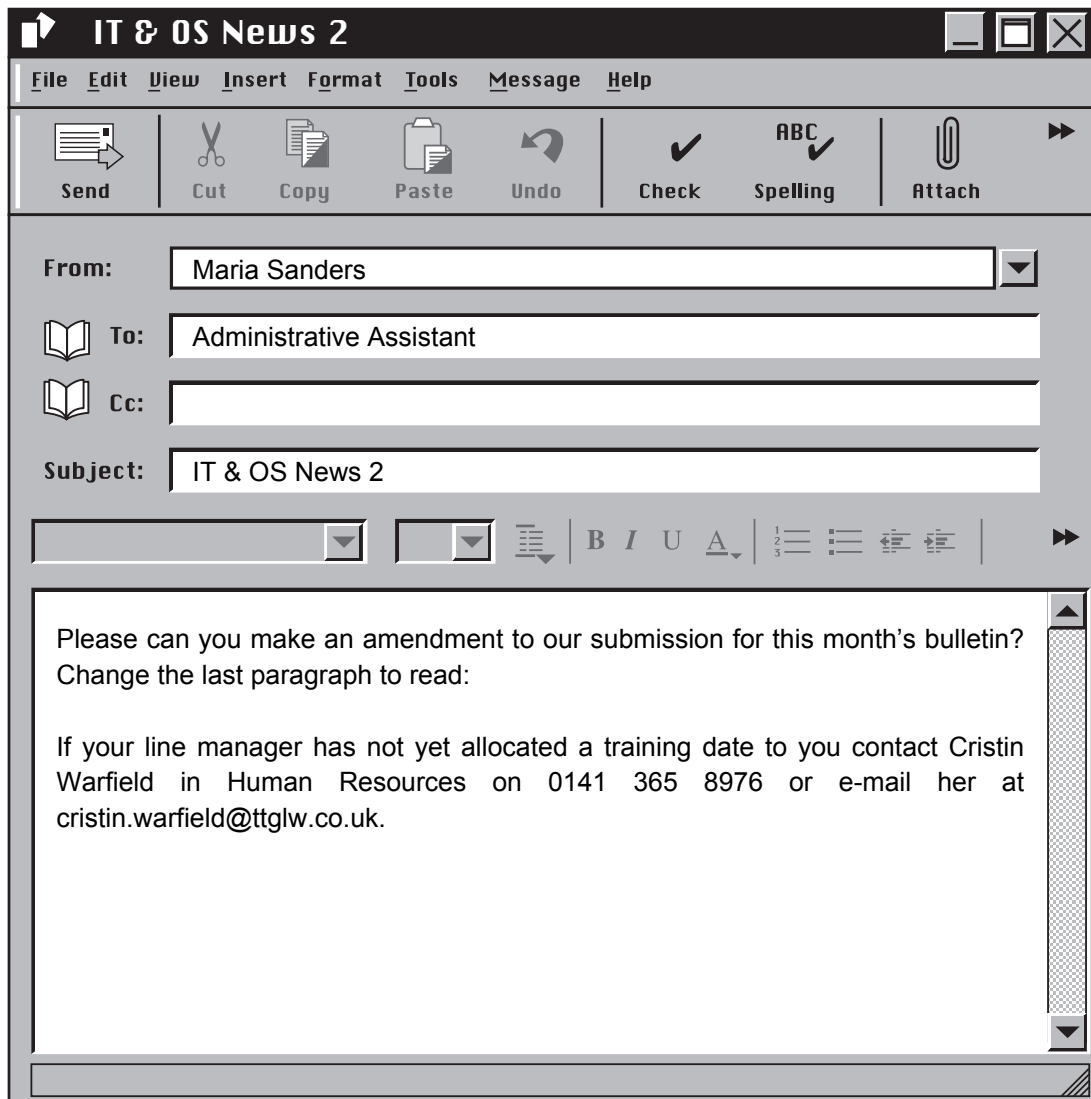 IT & OS News 2
File Edit View Insert Format Tools Message Help
Send Cut Copy Paste Undo Check ABC Spelling Attach
From: Maria Sanders
To: Administrative Assistant
Cc:
Subject: IT & OS News 2
B I U A 1 2 3
Please can you make an amendment to our submission for this month's bulletin?
Change the last paragraph to read:
If your line manager has not yet allocated a training date to you contact Cristin
Warfield in Human Resources on 0141 365 8976 or e-mail her at
cristin.warfield@ttglw.co.uk.